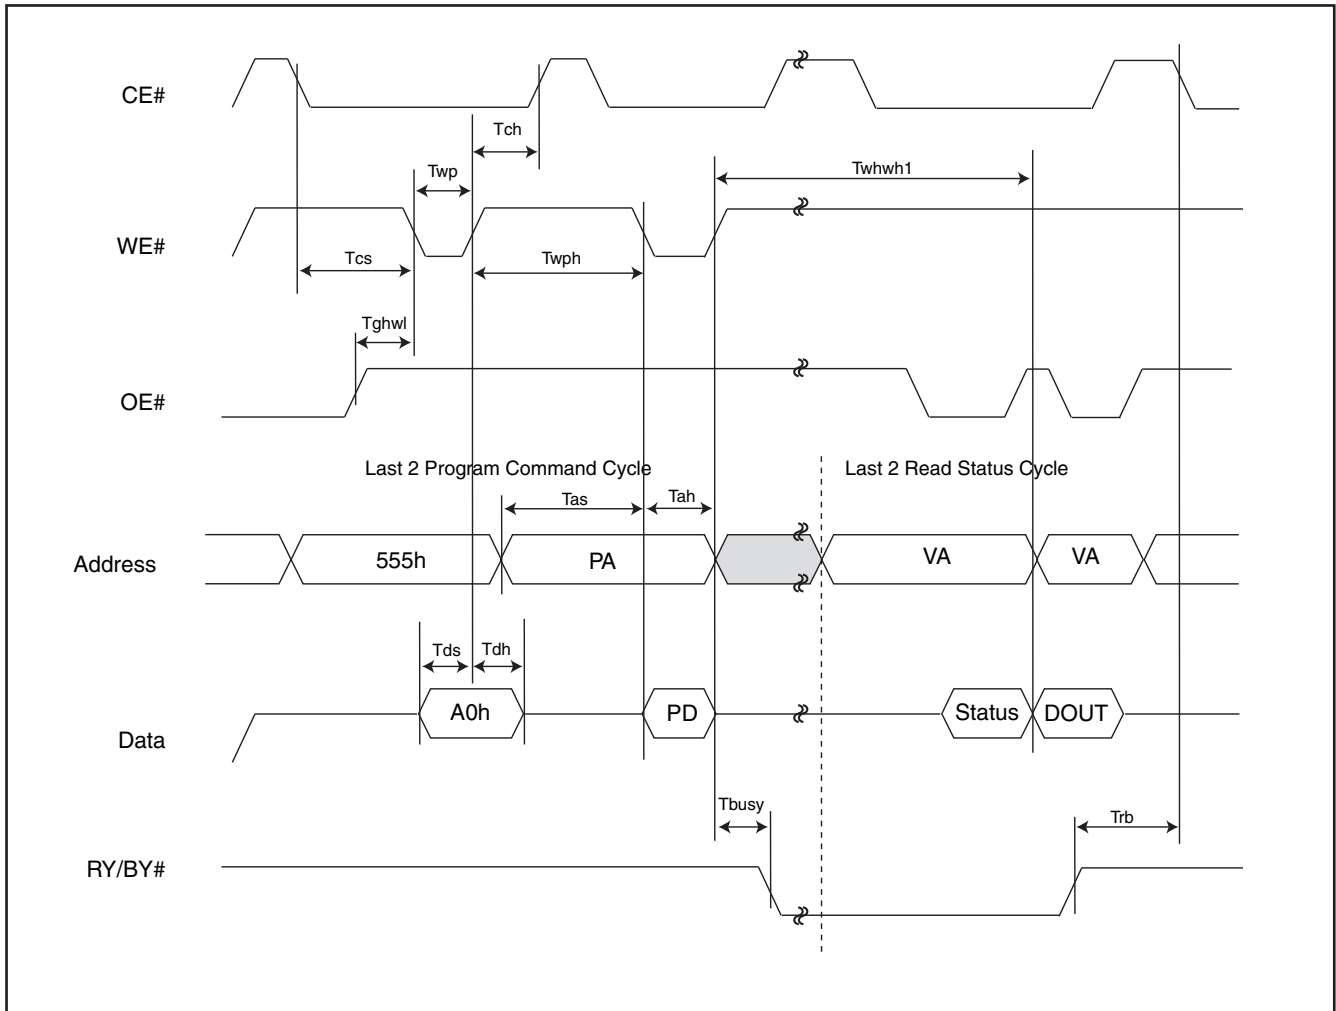 CE#
Tch
Twp
Twhwh1
WE#
Tcs
Twph
Tghwl
OE#
Last 2 Program Command Cycle
Last 2 Read Status Cycle
Tas
Tah
Address
555h
PA
VA
VA
Tds
Tdh
A0h
PD
Status
DOUT
Data
Tbusy
Trb
RY/BY#